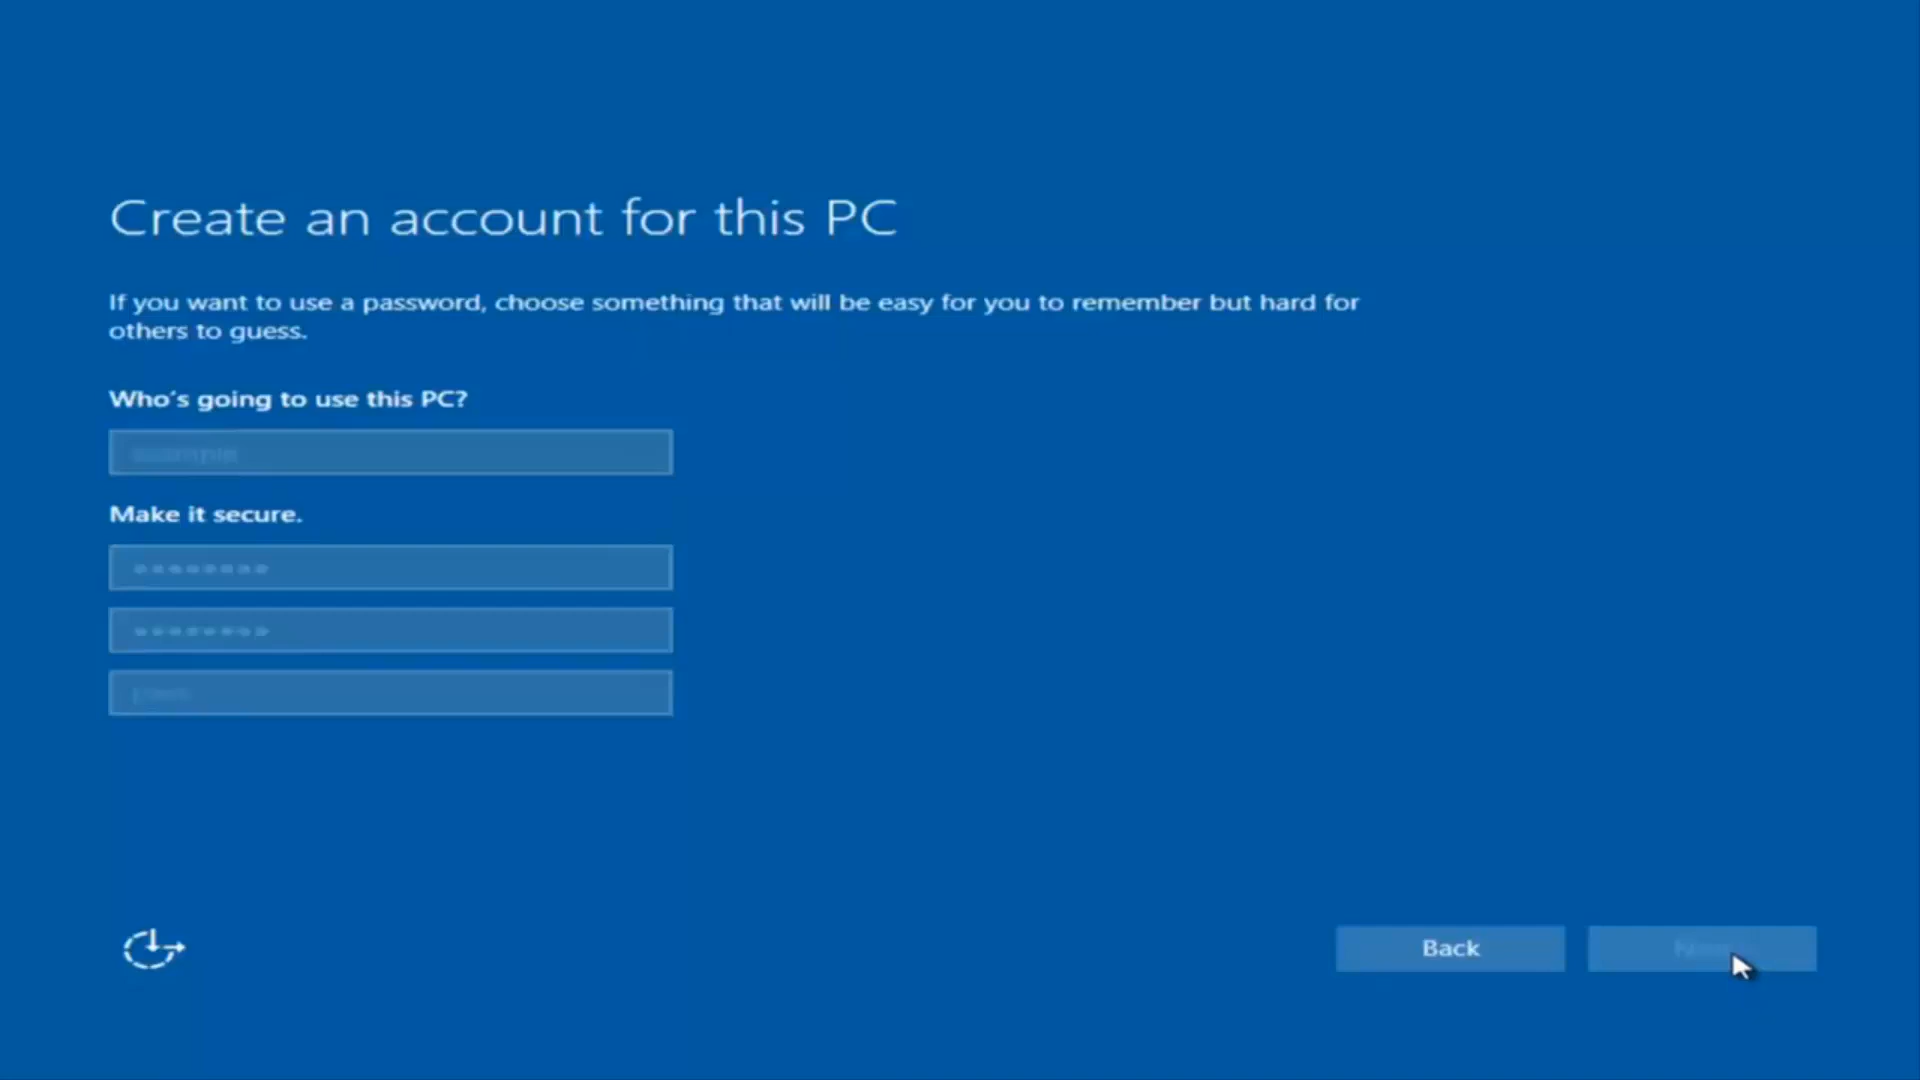 Create an account for this PC
If you want to use a password, choose something that will be easy for you to remember but hard for
others to guess.
Who's going to use this PC?
Make it secure.
••••••••
••••••••
Back